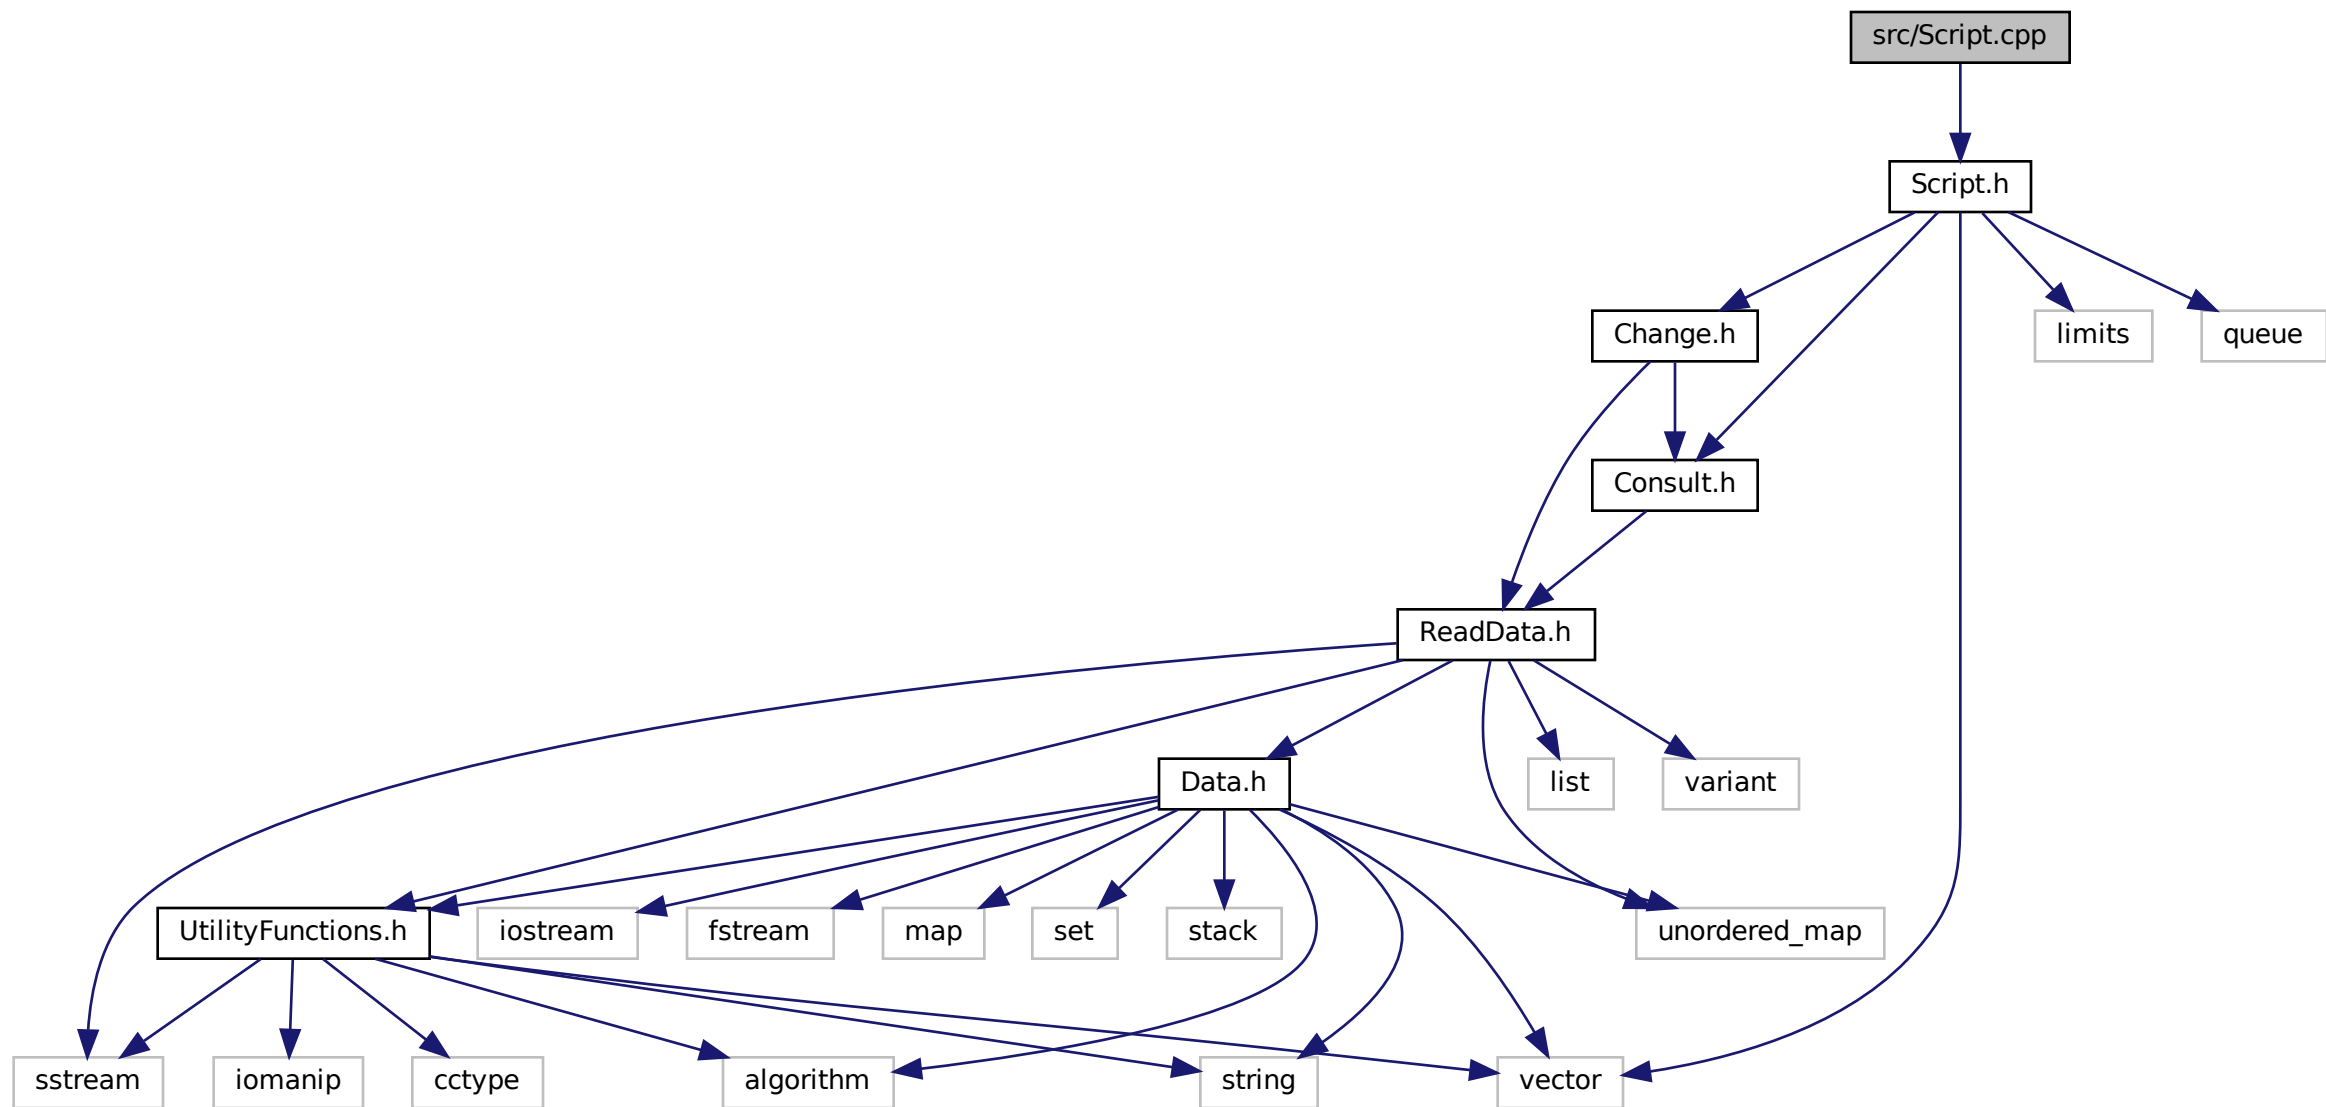 src/Script.cpp
Script.h
Change.h
limits
queue
Consult.h
ReadData.h
Data.h
list
variant
UtilityFunctions.h
iostream
fstream
map
set
stack
unordered_map
sstream
iomanip
cctype
algorithm
string
vector